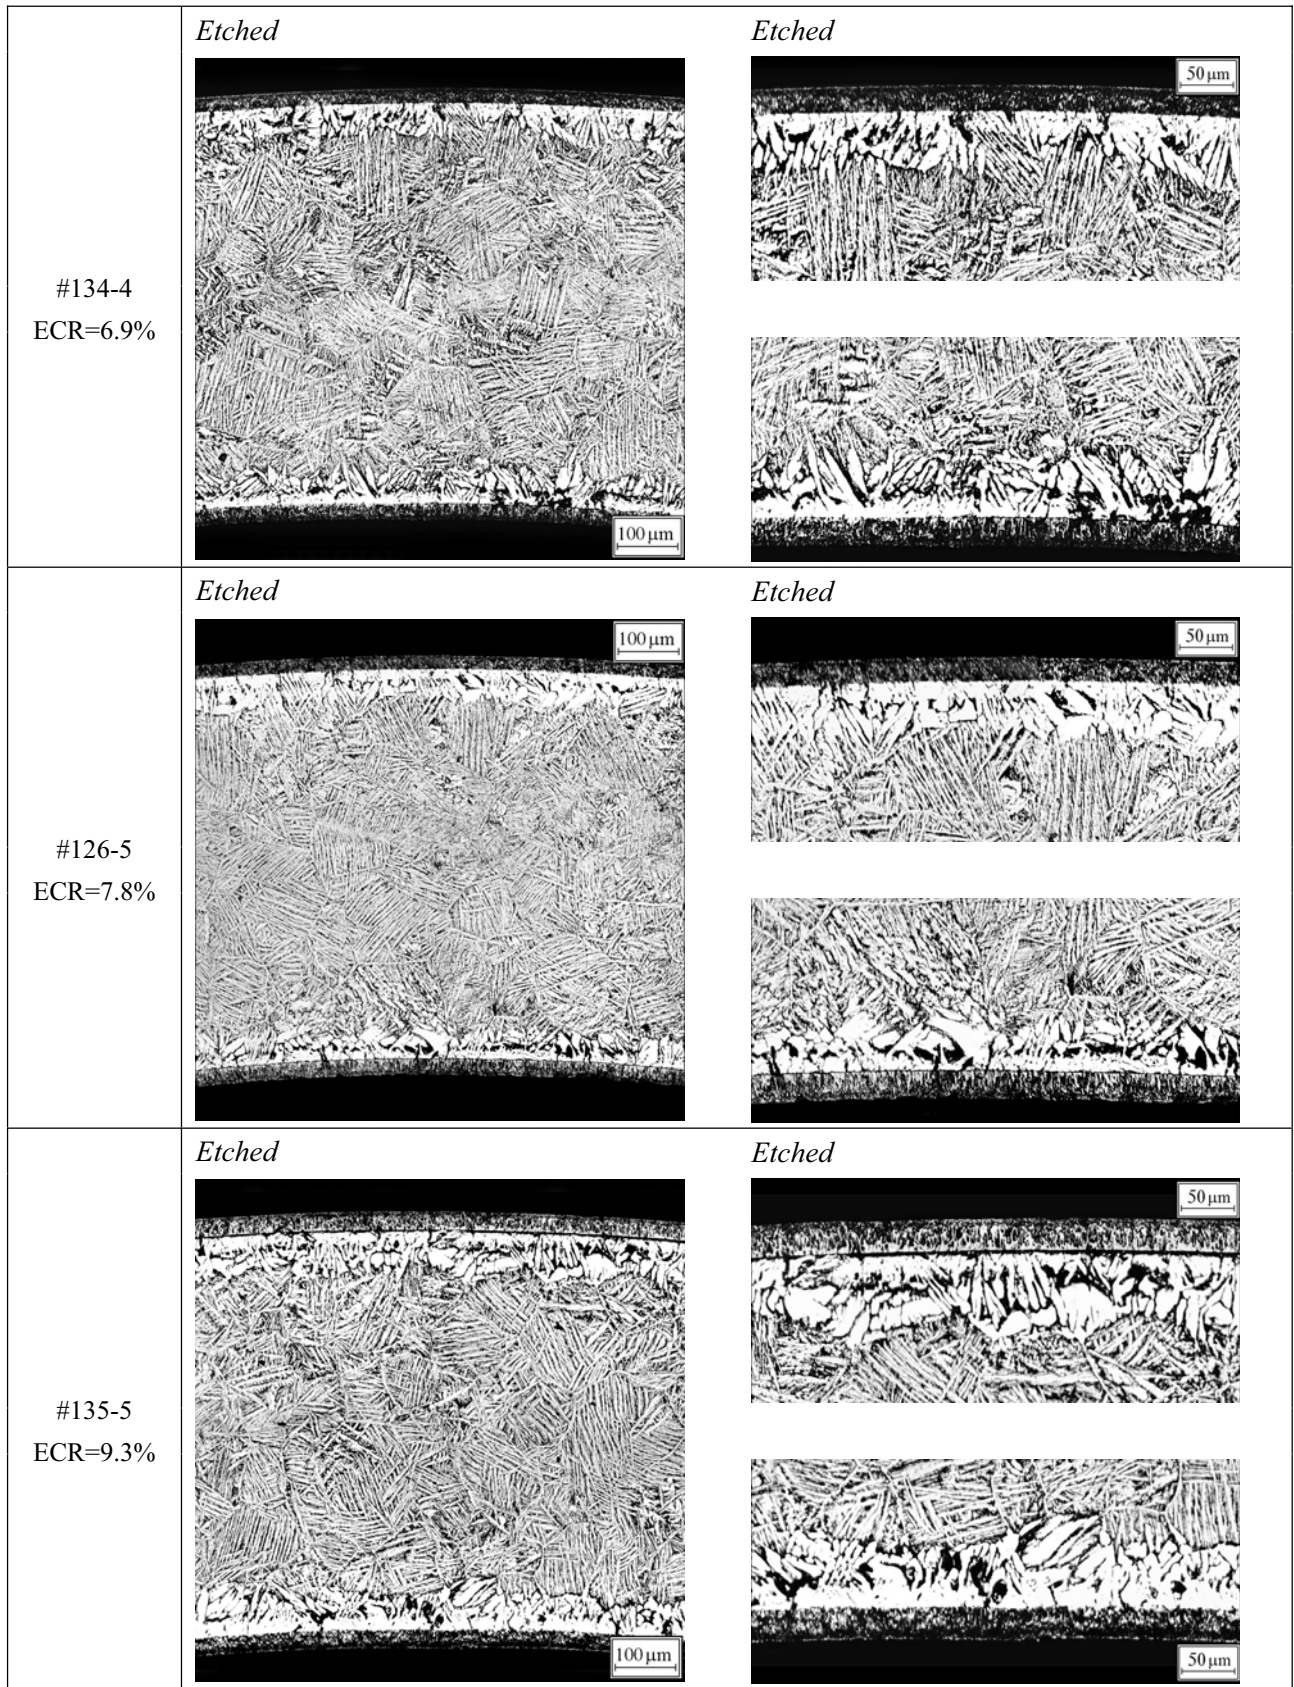 Etched
Etched
50 μm
#134-4
ECR=6.9%
100 μm
Etched
Etched
100 μm
50 μm
#126-5
ECR=7.8%
Etched
Etched
50 μm
#135-5
ECR=9.3%
100 μm
50 μm